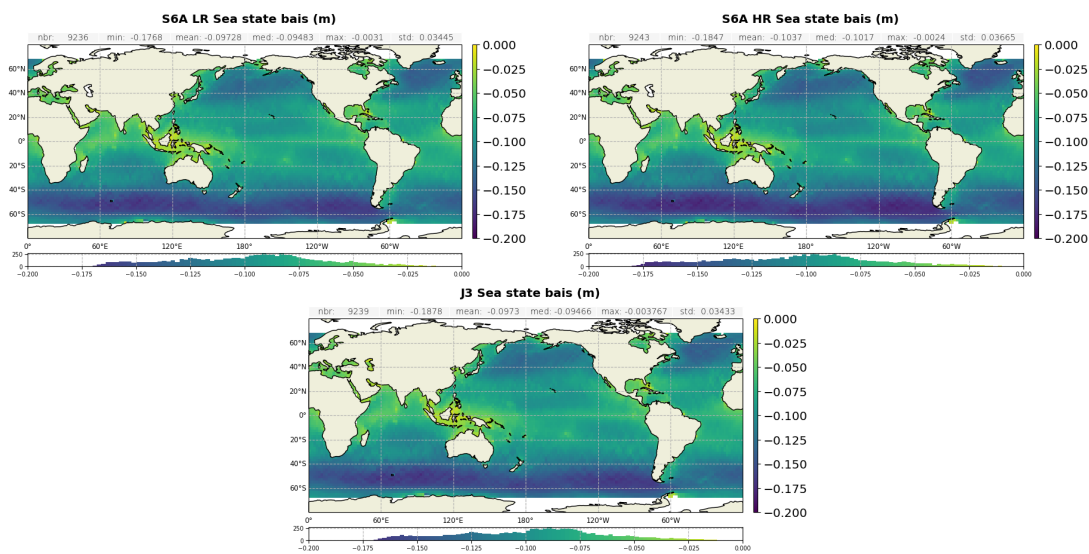 S6A LR Sea state bais (m)
nbr: 9236 min: -0.1768 mean: -0.09728 med: -0.09483 max: -0.0031 std: 0.03445
60°N
40°N
20°N
0°
20°S
40°S
60°S
0° 60°E 120°E 180° 120°W 60°W
0.000
−0.025
−0.050
−0.075
−0.100
−0.125
−0.150
−0.175
−0.200
250
0
−0.200 −0.175 −0.150 −0.125 −0.100 −0.075 −0.050 −0.025 0.000
S6A HR Sea state bais (m)
nbr: 9243 min: -0.1847 mean: -0.1037 med: -0.1017 max: -0.0024 std: 0.03665
60°N
40°N
20°N
0°
20°S
40°S
60°S
0° 60°E 120°E 180° 120°W 60°W
0.000
−0.025
−0.050
−0.075
−0.100
−0.125
−0.150
−0.175
−0.200
250
0
−0.200 −0.175 −0.150 −0.125 −0.100 −0.075 −0.050 −0.025 0.000
J3 Sea state bais (m)
nbr: 9239 min: -0.1878 mean: -0.0973 med: -0.09466 max: -0.003767 std: 0.03433
60°N
40°N
20°N
0°
20°S
40°S
60°S
0° 60°E 120°E 180° 120°W 60°W
0.000
−0.025
−0.050
−0.075
−0.100
−0.125
−0.150
−0.175
−0.200
250
0
−0.200 −0.175 −0.150 −0.125 −0.100 −0.075 −0.050 −0.025 0.000